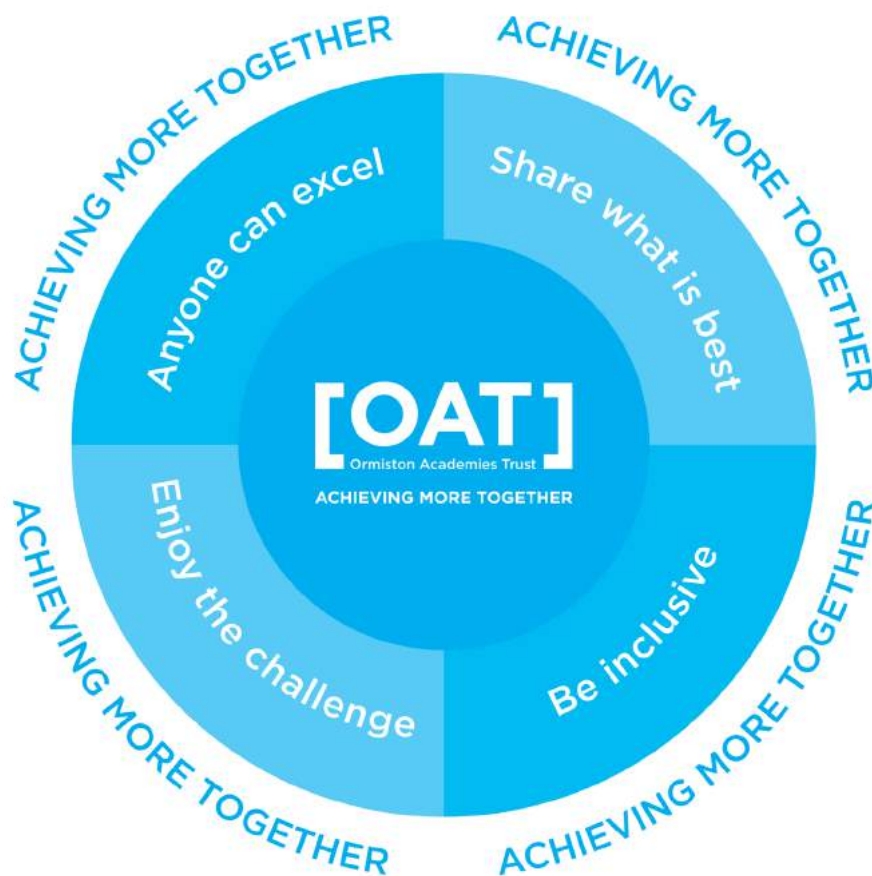 ACHIEVING MORE TOGETHER
ACHIEVING MORE TOGETHER
Anyone can excel
Share what is best
[OAT]
Ormiston Academies Trust
ACHIEVING MORE TOGETHER
Enjoy the challenge
Be inclusive
ACHIEVING MORE TOGETHER
ACHIEVING MORE TOGETHER